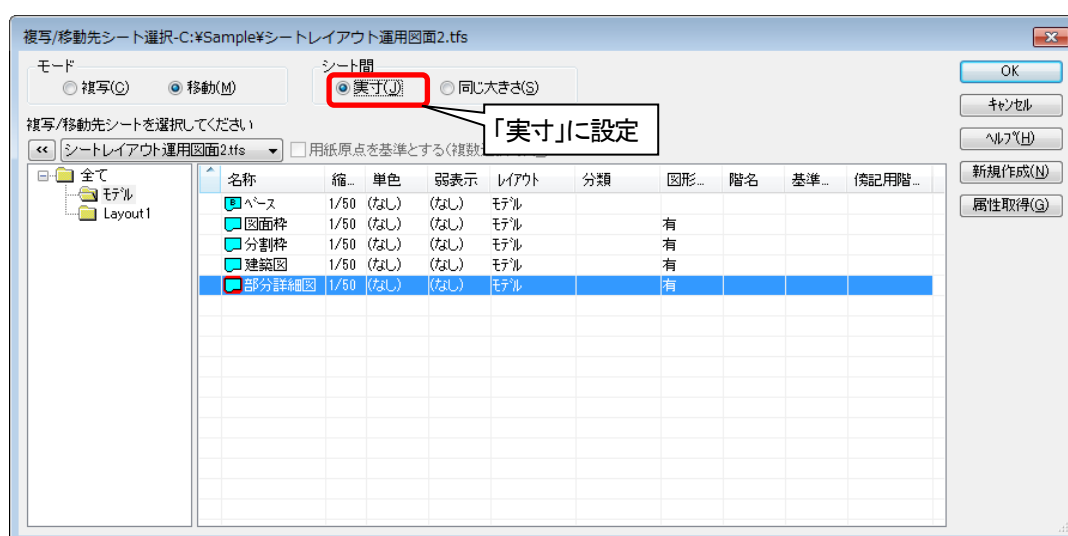 複写/移動先シート選択-C:¥Sample¥シートレイアウト運用図面2.tfs
モード
複写(C) 移動(M)
シート間
実寸(J) 同じ大きさ(S)
OK
キャンセル
ヘルプ(H)
新規作成(N)
属性取得(G)
「実寸」に設定
複写/移動先シートを選択してください
<< シートレイアウト運用図面2.tfs 用紙原点を基準とする(複数
全て
モデル
Layout1
名称 縮... 単色 弱表示 レイアウト 分類 図形... 階名 基準... 傍記用階...
ベース 1/50 (なし) (なし) モデル
図面枠 1/50 (なし) (なし) モデル 有
分割枠 1/50 (なし) (なし) モデル 有
建築図 1/50 (なし) (なし) モデル 有
部分詳細図 1/50 (なし) (なし) モデル 有